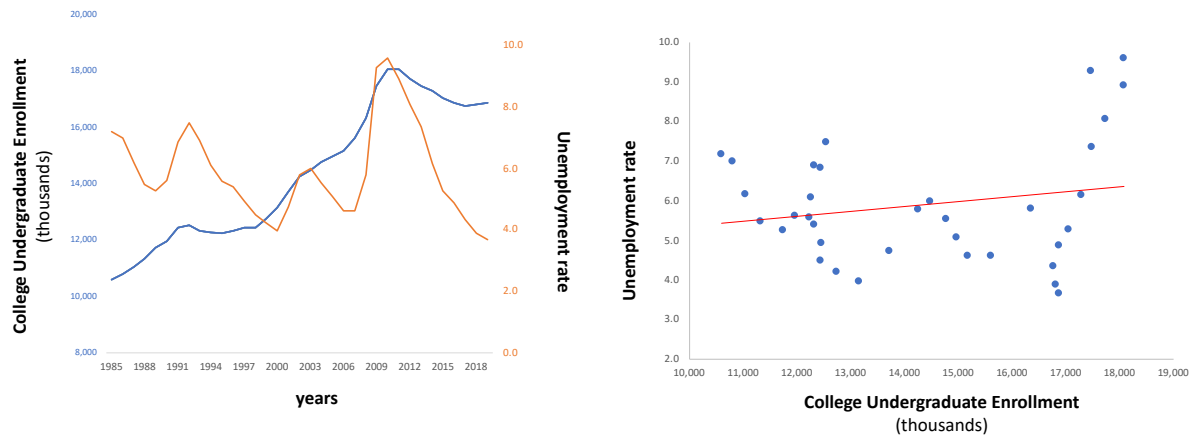 20,000
18,000
16,000
14,000
12,000
10,000
8,000
College Undergraduate Enrollment
(thousands)
10.0
8.0
6.0
4.0
2.0
0.0
Unemployment rate
1985 1988 1991 1994 1997 2000 2003 2006 2009 2012 2015 2018
years
10.0
9.0
8.0
7.0
6.0
5.0
4.0
3.0
2.0
Unemployment rate
10,000 11,000 12,000 13,000 14,000 15,000 16,000 17,000 18,000 19,000
College Undergraduate Enrollment
(thousands)